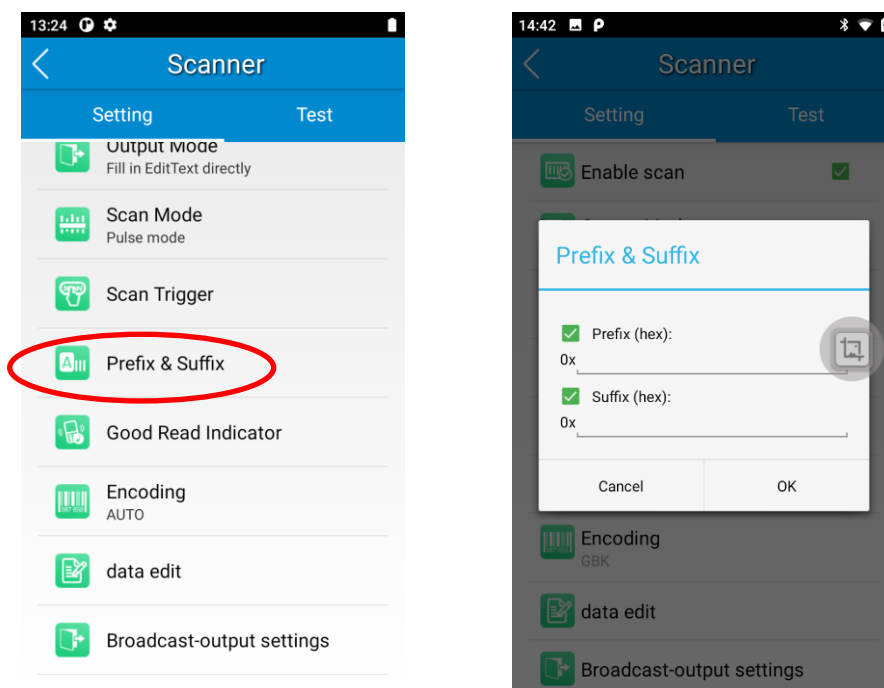 13:24
Scanner
Setting Test
Output Mode
Fill in EditText directly
Scan Mode
Pulse mode
Scan Trigger
Prefix & Suffix
Good Read Indicator
Encoding
AUTO
data edit
Broadcast-output settings
14:42
Scanner
Setting Test
Enable scan
Prefix & Suffix
Prefix (hex):
0x
Suffix (hex):
0x
Cancel OK
Encoding
GBK
data edit
Broadcast-output settings